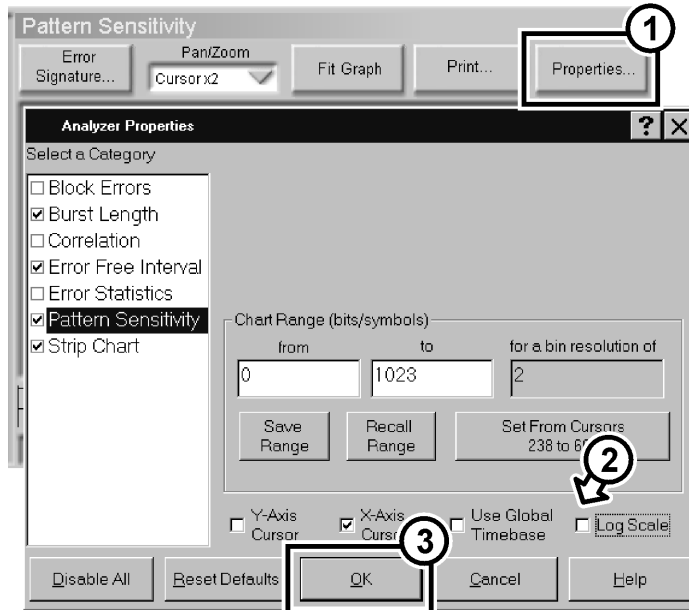 Pattern Sensitivity
1
Error
Signature...
Pan/Zoom
Cursor x2
Fit Graph
Print...
Properties...
Analyzer Properties
?
X
Select a Category
Block Errors
Burst Length
Correlation
Error Free Interval
Error Statistics
Pattern Sensitivity
Strip Chart
Chart Range (bits/symbols)
from
to
for a bin resolution of
0
1023
2
Save
Range
Recall
Range
Set From Cursors
238 to
2
Y-Axis
Cursor
X-Axis
Use Global
Timebase
Log Scale
3
Disable All
Reset Defaults
OK
Cancel
Help